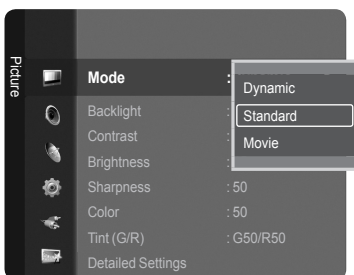 Picture
Mode :
Dynamic
Standard
Movie
Backlight :
Contrast :
Brightness :
Sharpness : 50
Color : 50
Tint (G/R) : G50/R50
Detailed Settings